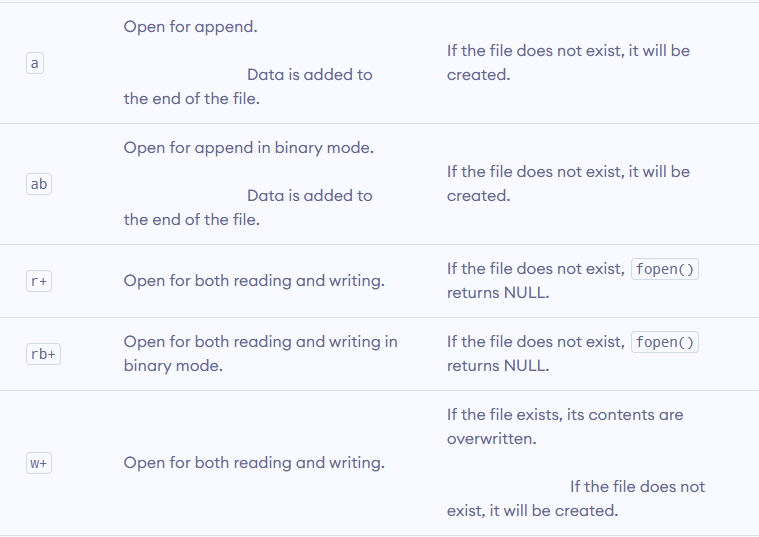 Open for append.
a
Data is added to
the end of the file.
If the file does not exist, it will be
created.
Open for append in binary mode.
ab
Data is added to
the end of the file.
If the file does not exist, it will be
created.
r+
Open for both reading and writing.
If the file does not exist, fopen()
returns NULL.
rb+
Open for both reading and writing in
binary mode.
If the file does not exist, fopen()
returns NULL.
w+
Open for both reading and writing.
If the file exists, its contents are
overwritten.
If the file does not
exist, it will be created.